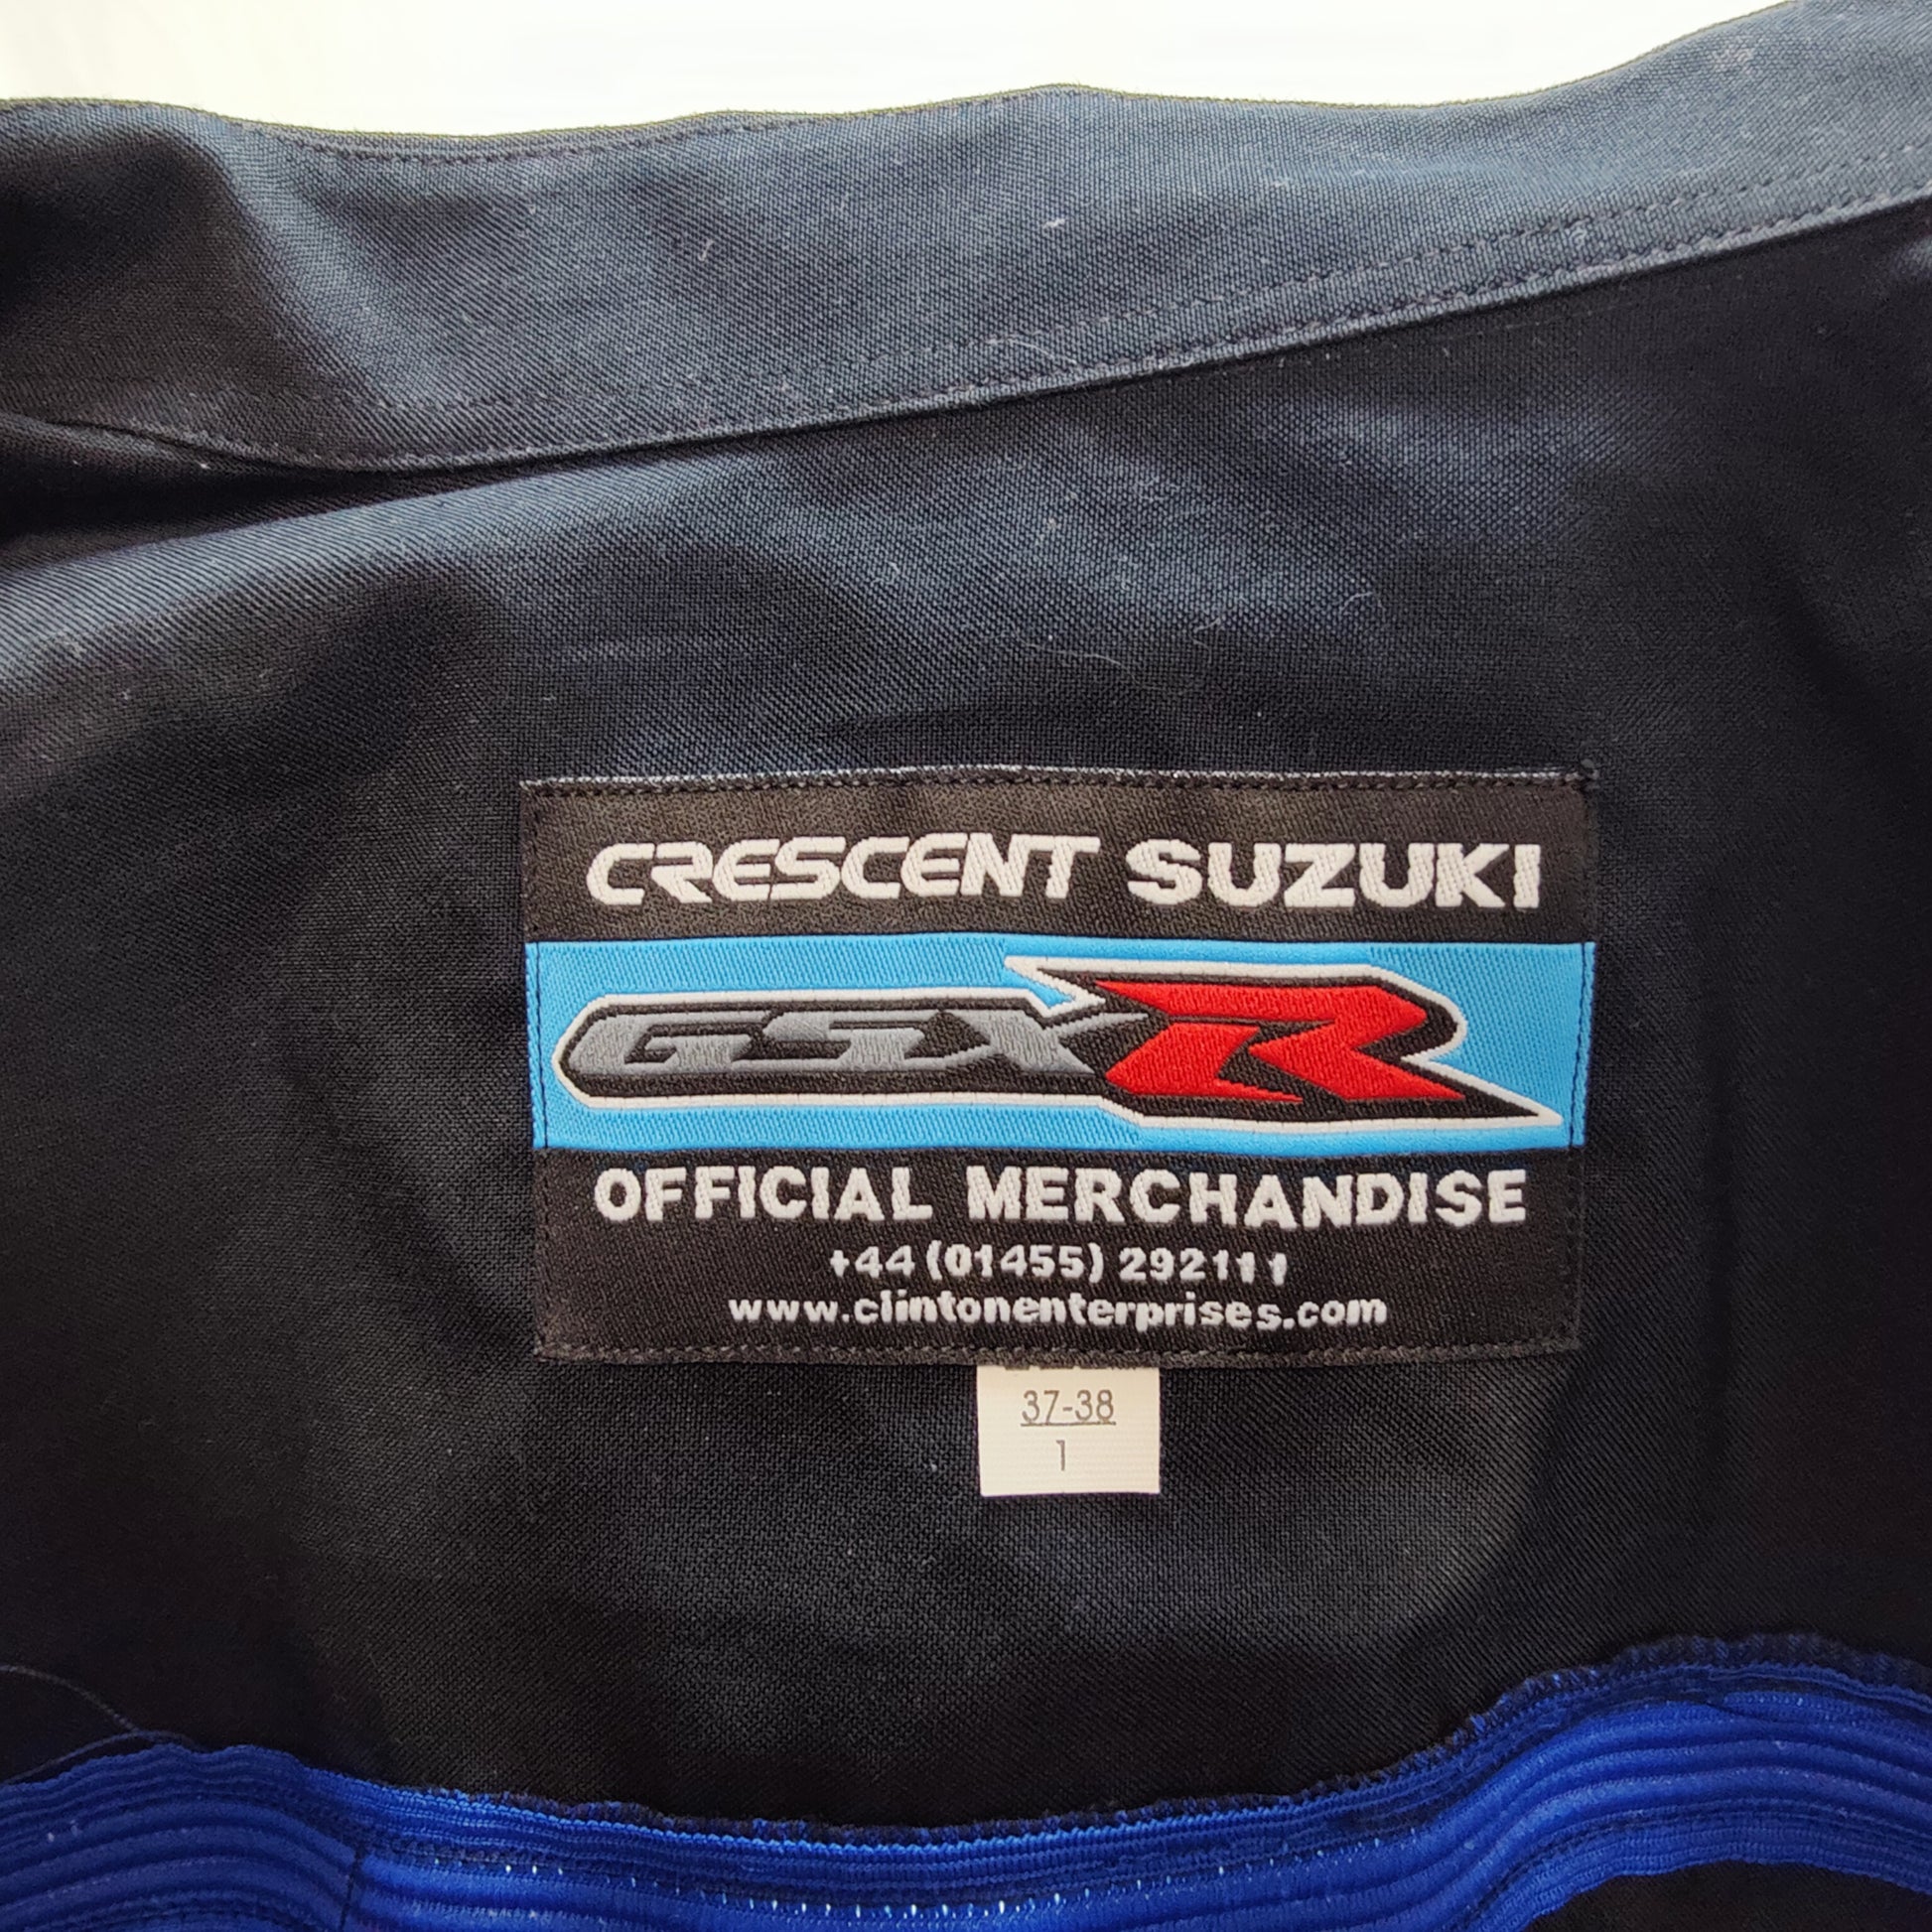 CRESCENT SUZUKI
GSXR
OFFICIAL MERCHANDISE
+44 (01455) 292111
www.clintonenterprises.com
37-38
1